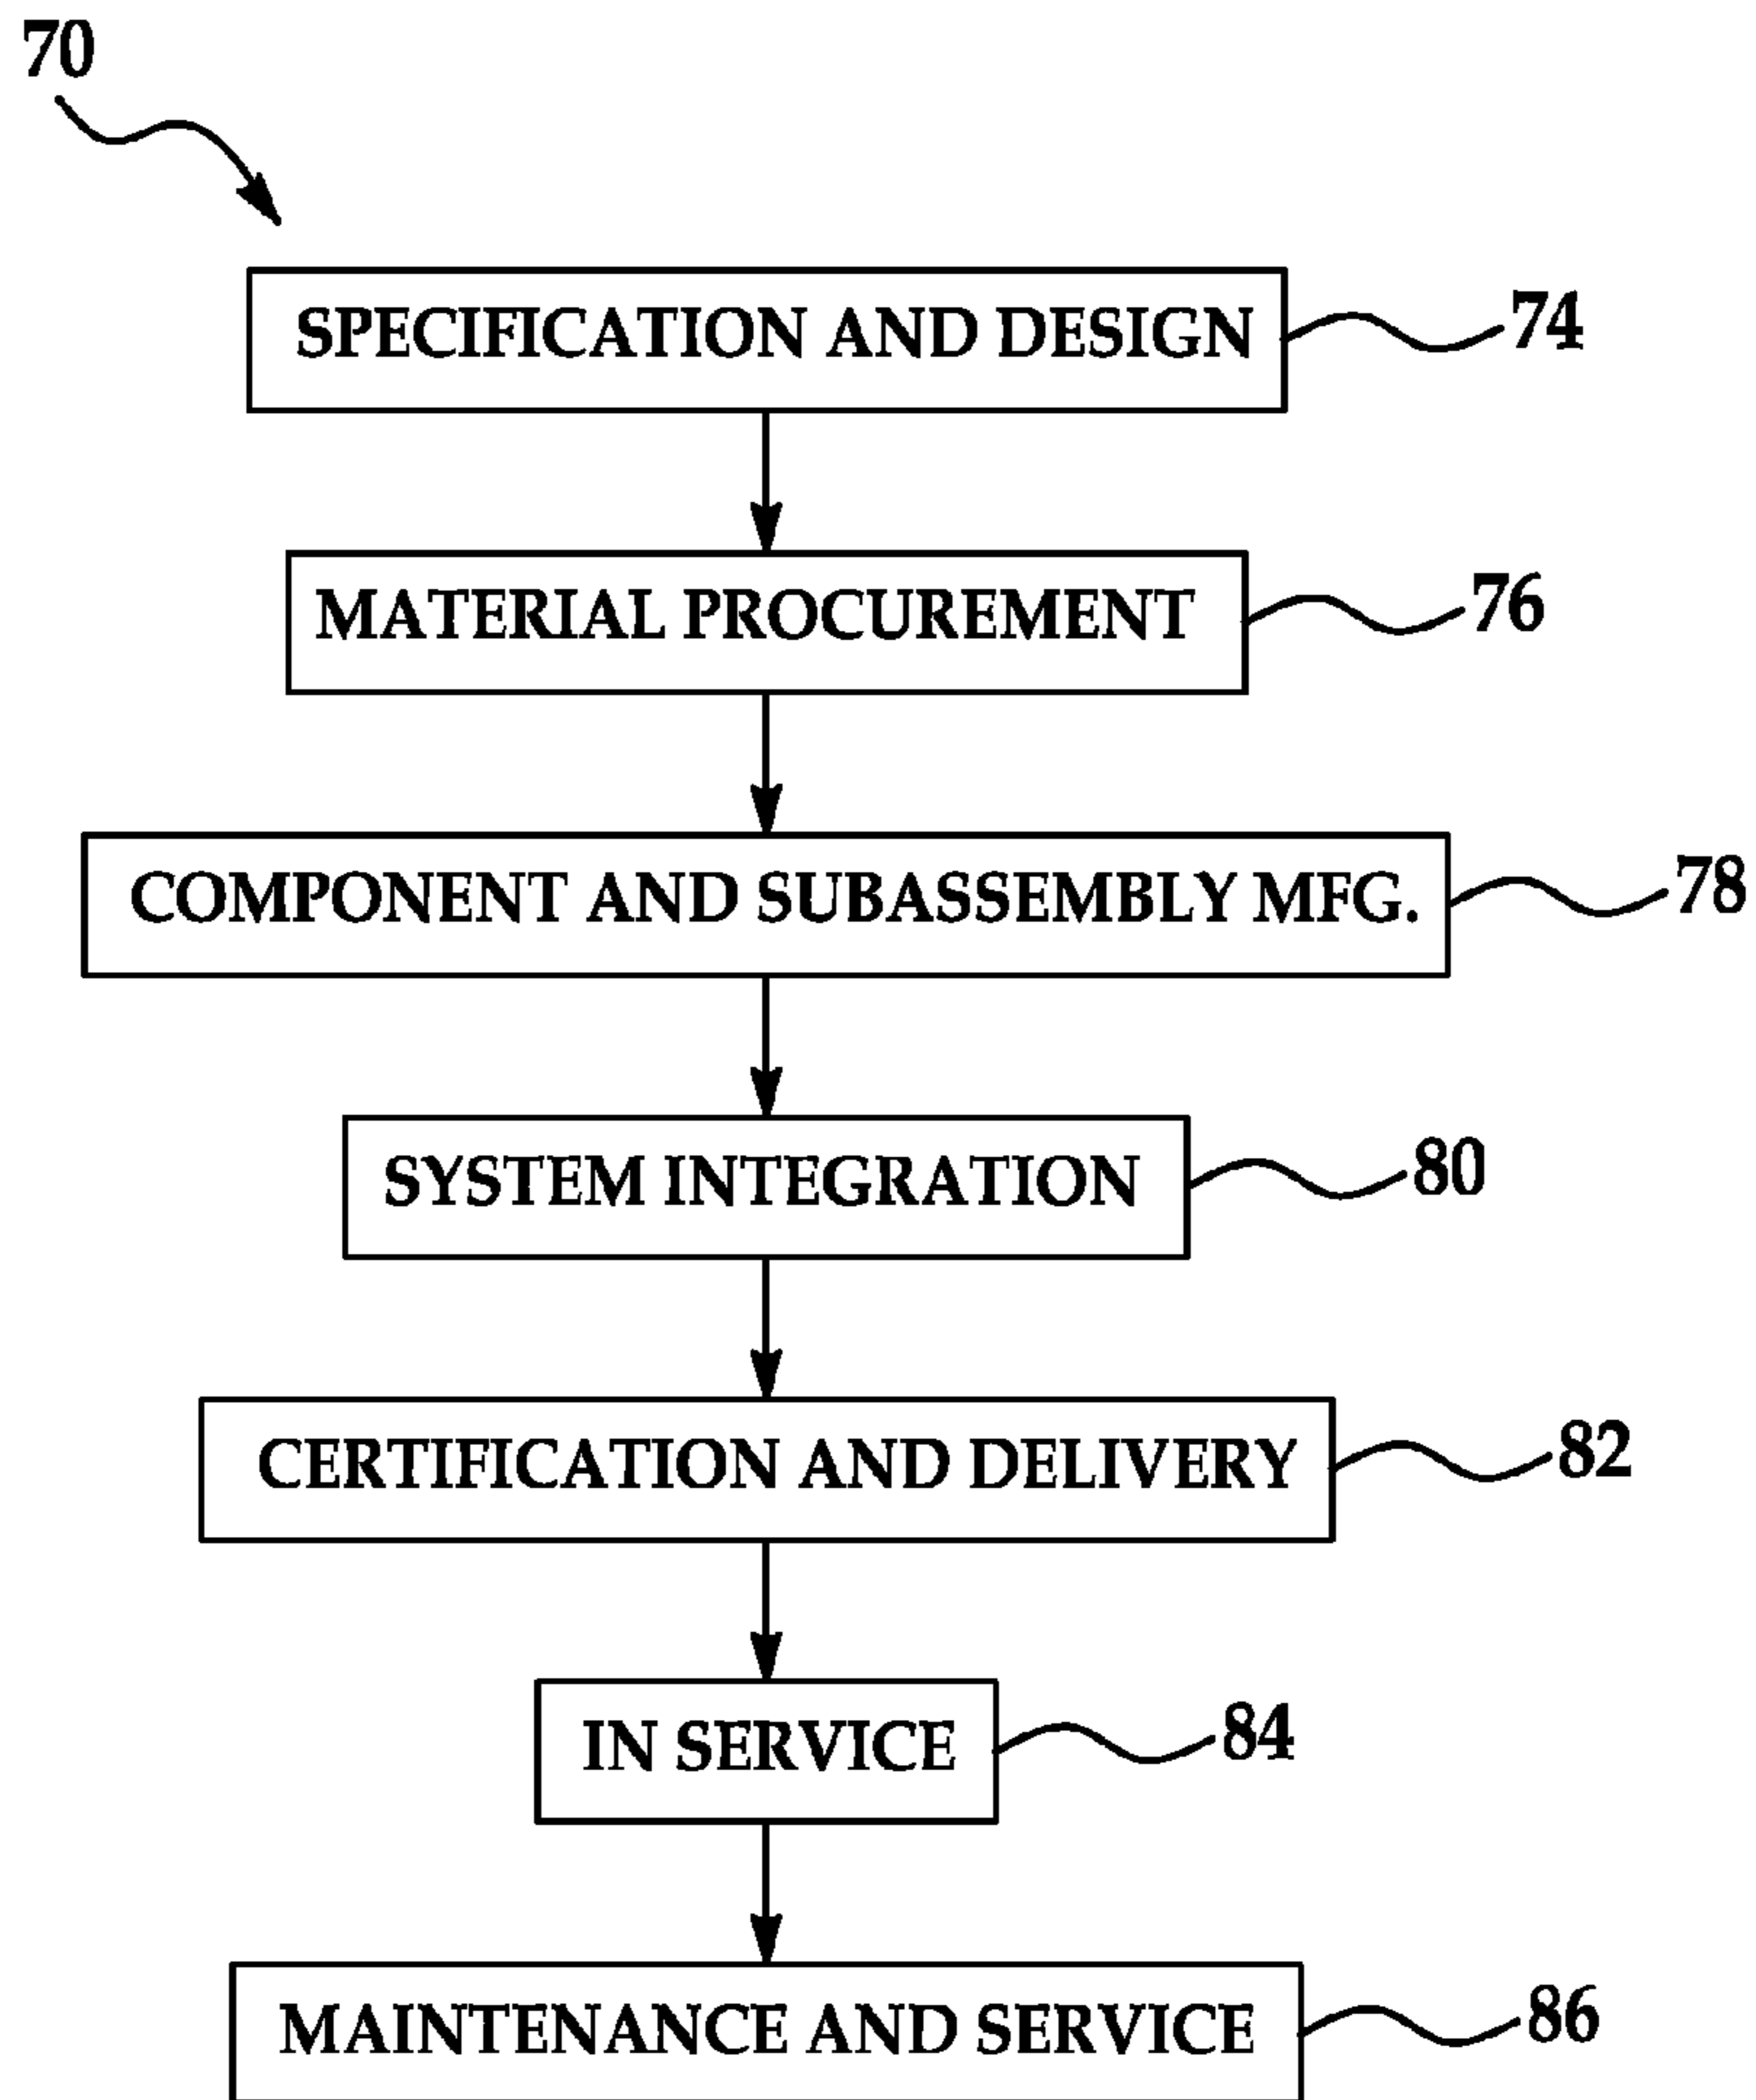 70
SPECIFICATION AND DESIGN
74
MATERIAL PROCUREMENT
76
COMPONENT AND SUBASSEMBLY MFG.
78
SYSTEM INTEGRATION
80
CERTIFICATION AND DELIVERY
82
IN SERVICE
84
MAINTENANCE AND SERVICE
86